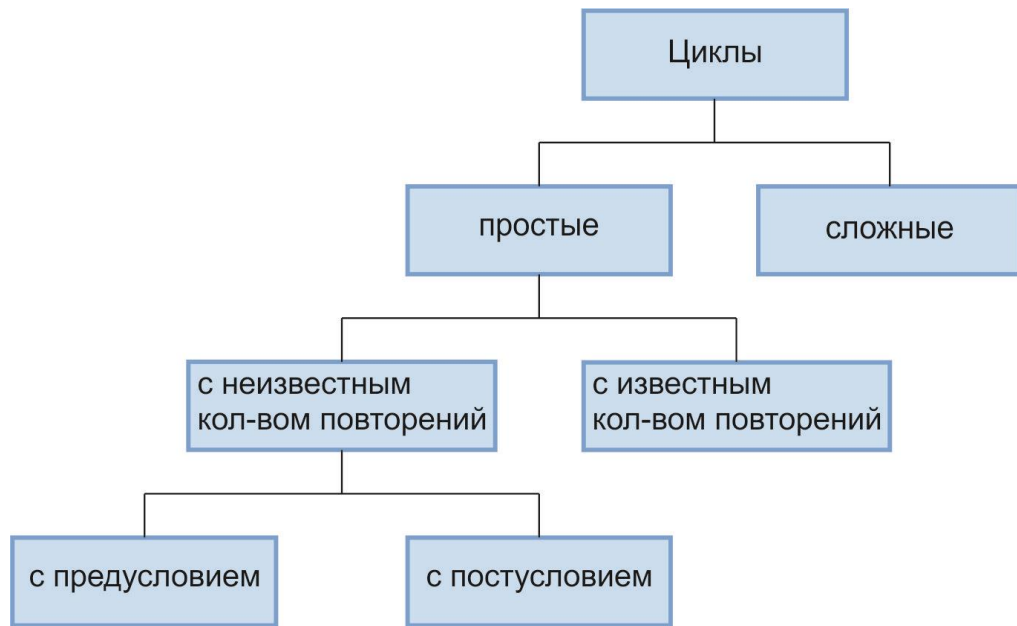 Циклы
простые
сложные
с неизвестным
кол-вом повторений
с известным
кол-вом повторений
с предусловием
с постусловием